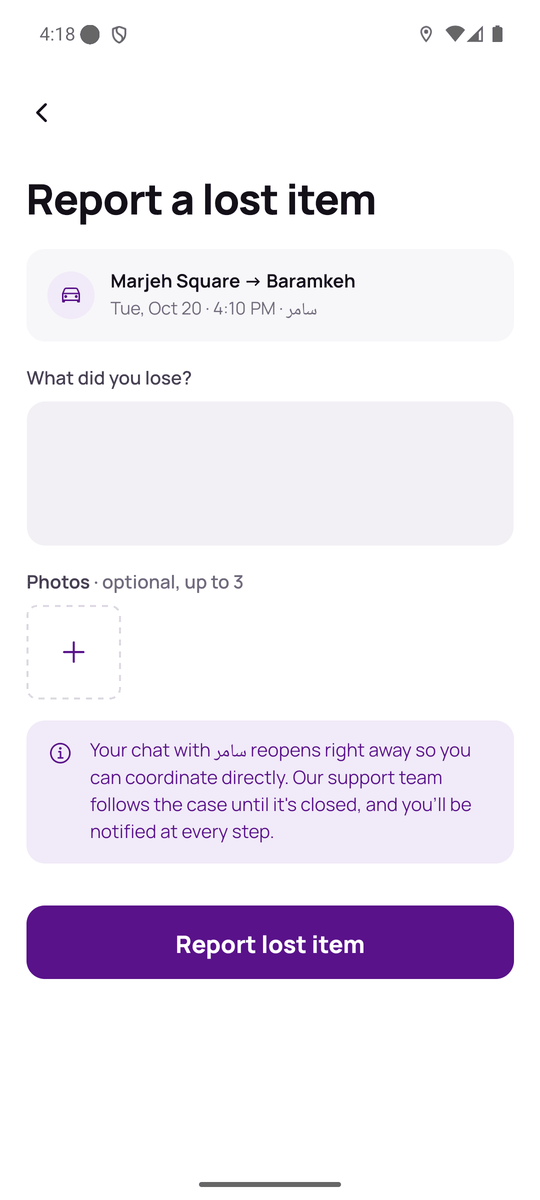 4:18
Report a lost item
Marjeh Square → Baramkeh
Tue, Oct 20 · 4:10 PM · سامر
What did you lose?
Photos · optional, up to 3
Your chat with سامر reopens right away so you
can coordinate directly. Our support team
follows the case until it's closed, and you'll be
notified at every step.
Report lost item